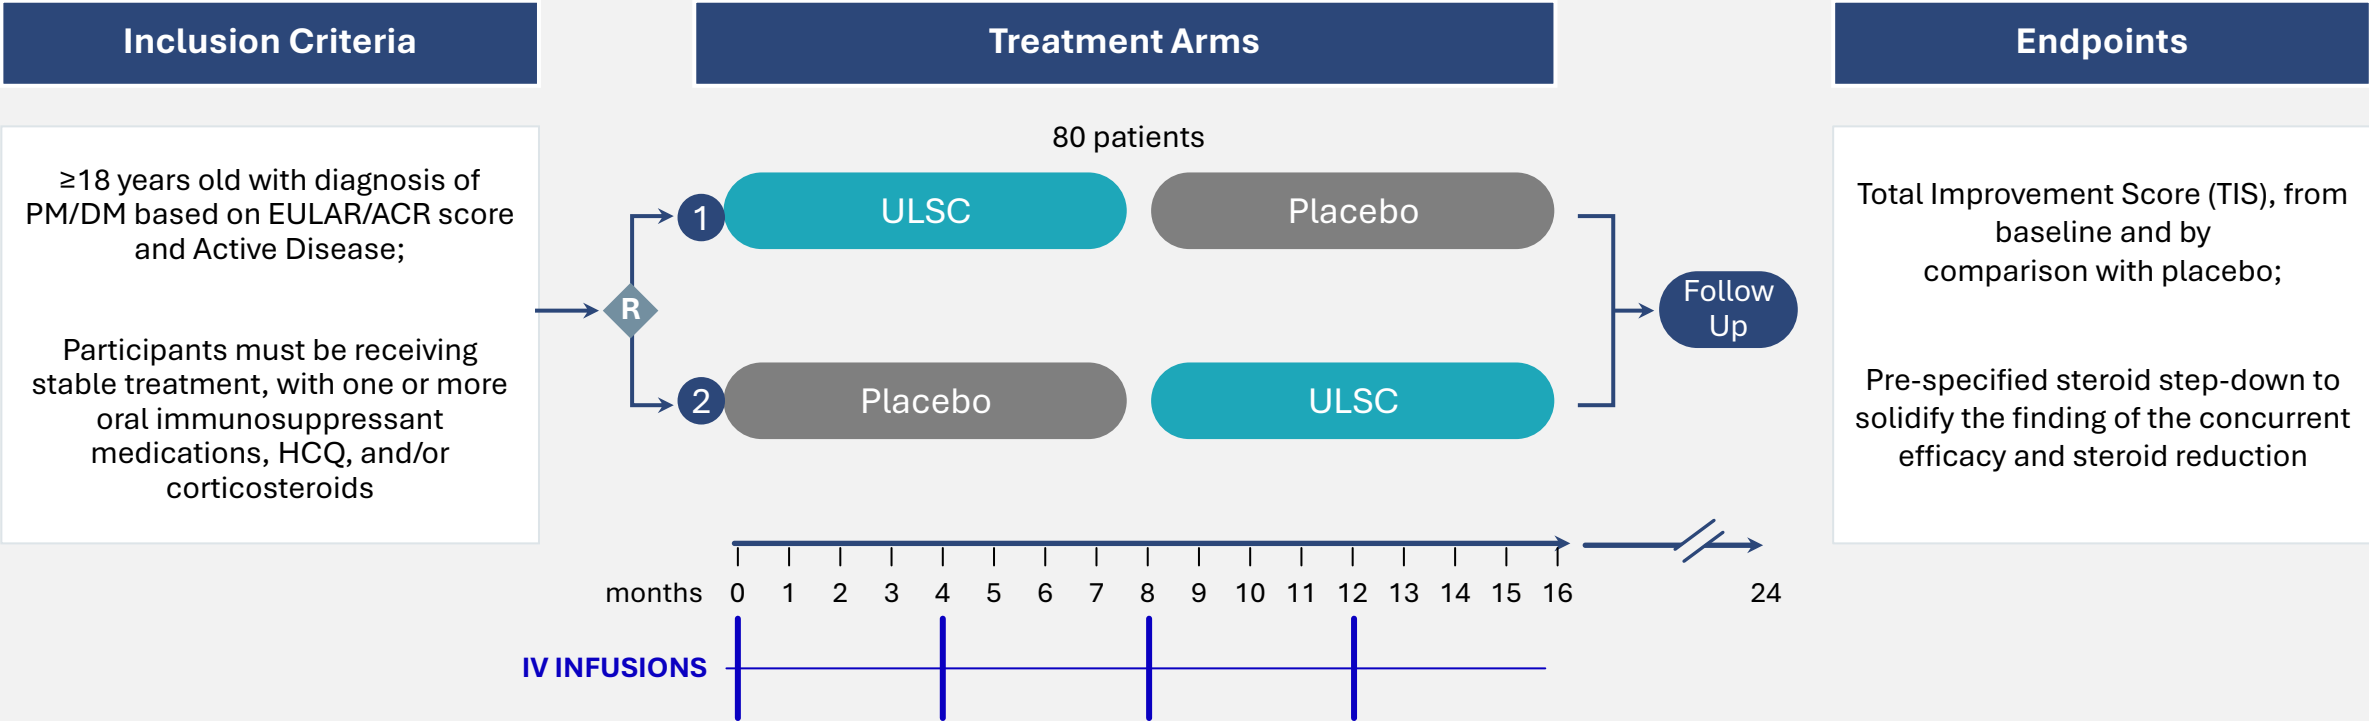 Inclusion Criteria
≥18 years old with diagnosis of
PM/DM based on EULAR/ACR score
and Active Disease;
Participants must be receiving
stable treatment, with one or more
oral immunosuppressant
medications, HCQ, and/or
corticosteroids
Treatment Arms
80 patients
R
1
ULSC
Placebo
2
Placebo
ULSC
Follow
Up
months 0 1 2 3 4 5 6 7 8 9 10 11 12 13 14 15 16 24
IV INFUSIONS
Endpoints
Total Improvement Score (TIS), from
baseline and by
comparison with placebo;
Pre-specified steroid step-down to
solidify the finding of the concurrent
efficacy and steroid reduction